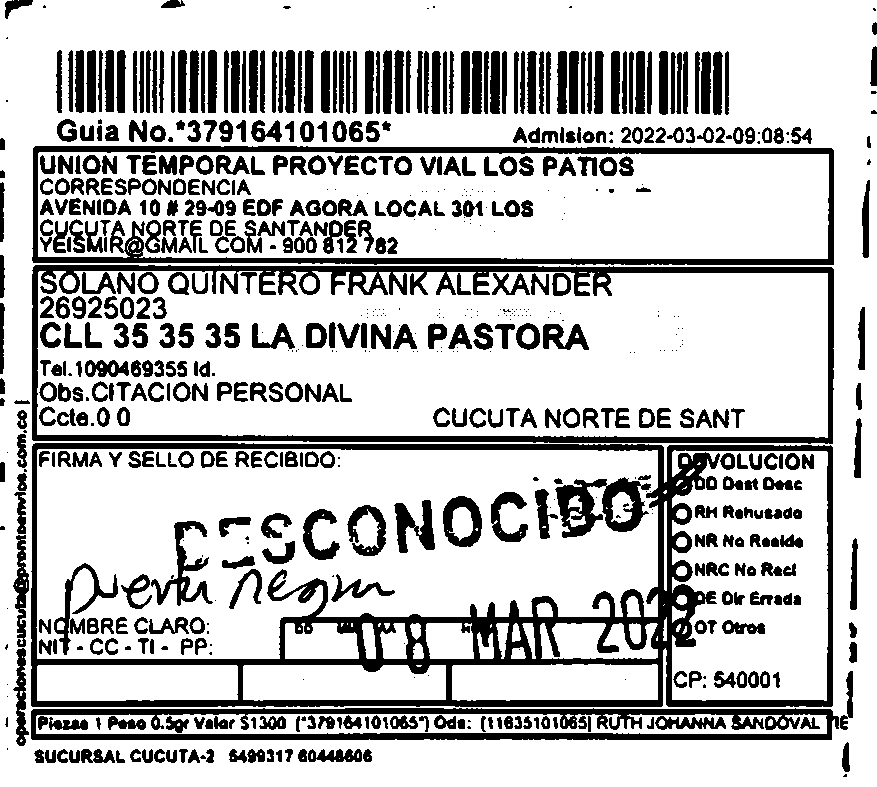 Guia No.*379164101065*
Admision: 2022-03-02-09:08:54
UNION TEMPORAL PROYECTO VIAL LOS PATIOS
CORRESPONDENCIA
AVENIDA 10 # 29-09 EDF AGORA LOCAL 301 LOS
CUCUTA NORTE DE SANTANDER
YEISMIR@GMAIL COM - 900 812 782
SOLANO QUINTERO FRANK ALEXANDER
26925023
CLL 35 35 35 LA DIVINA PASTORA
Tel.1090469355 Id.
Obs.CITACION PERSONAL
Ccte.0 0
CUCUTA NORTE DE SANT
operacionescucuta@prontoenvios.com.co |
FIRMA Y SELLO DE RECIBIDO:
DESCONOCIDO
puerta negra
NOMBRE CLARO:
NIT - CC - TI - PP:
DD MM AA
08 MAR 2022
DEVOLUCION
DD Dest Desc
RH Rehusado
NR No Reside
NRC No Recl
DE Dir Errada
OT Otros
CP: 540001
Piezas 1 Peso 0.5gr Valor $1300 (*379164101065*) Ods: (11635101065) RUTH JOHANNA SANDOVAL TIE
SUCURSAL CUCUTA-2 5499317 60448606